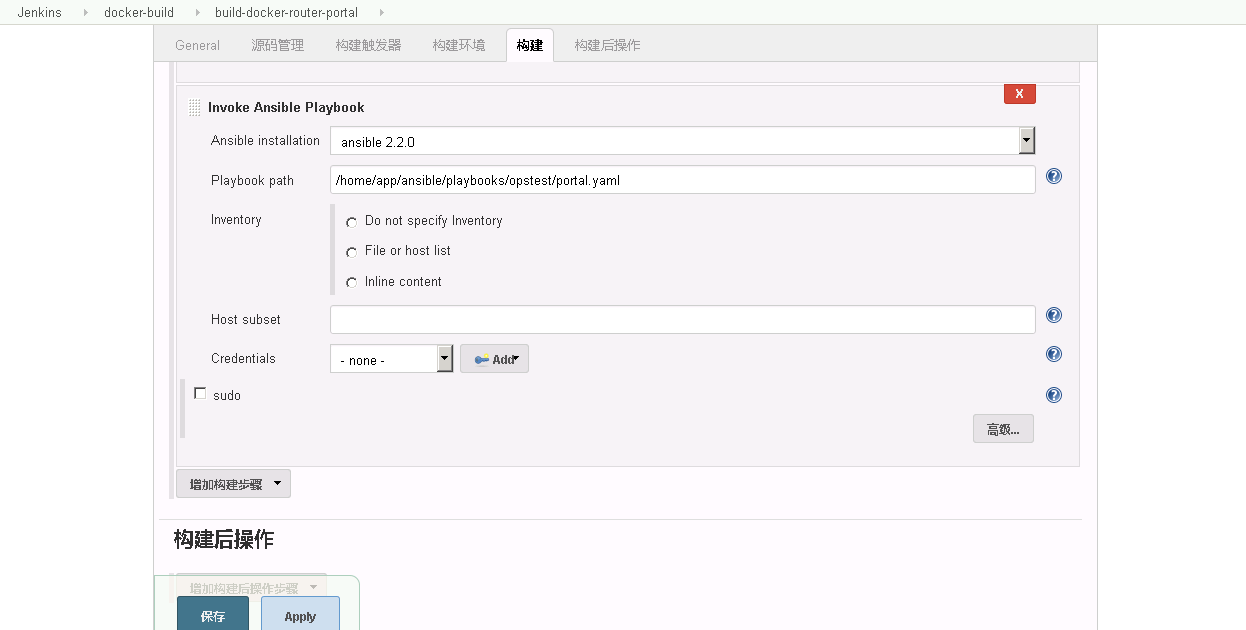 Jenkins docker-build build-docker-router-portal
General 源码管理 构建触发器 构建环境 构建 构建后操作
X
Invoke Ansible Playbook
Ansible installation ansible 2.2.0
Playbook path /home/app/ansible/playbooks/opstest/portal.yaml
Inventory Do not specify Inventory
File or host list
Inline content
Host subset
Credentials - none - Add
sudo
高级...
增加构建步骤
构建后操作
增加构建后操作步骤
保存 Apply